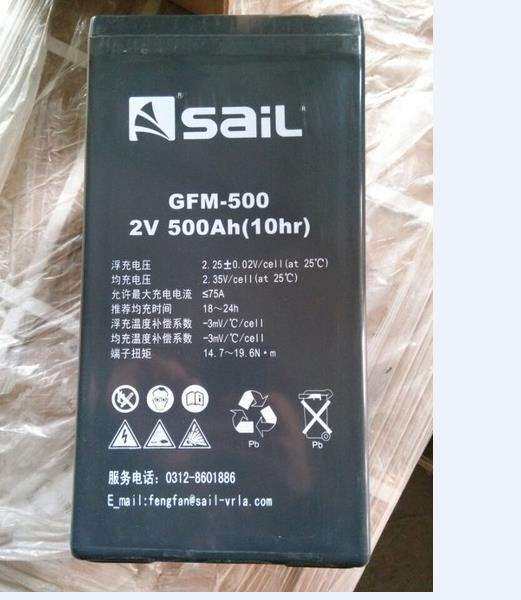 sail
GFM-500
2V 500Ah(10hr)
浮充电压 2.25±0.02V/cell(at 25℃)
均充电压 2.35V/cell(at 25℃)
允许最大充电电流 ≤75A
推荐均充时间 18～24h
浮充温度补偿系数 -3mV/℃/cell
均充温度补偿系数 -3mV/℃/cell
端子扭矩 14.7～19.6N·m
Pb Pb
服务电话: 0312-8601886
E_mail:fengfan@sail-vrla.com